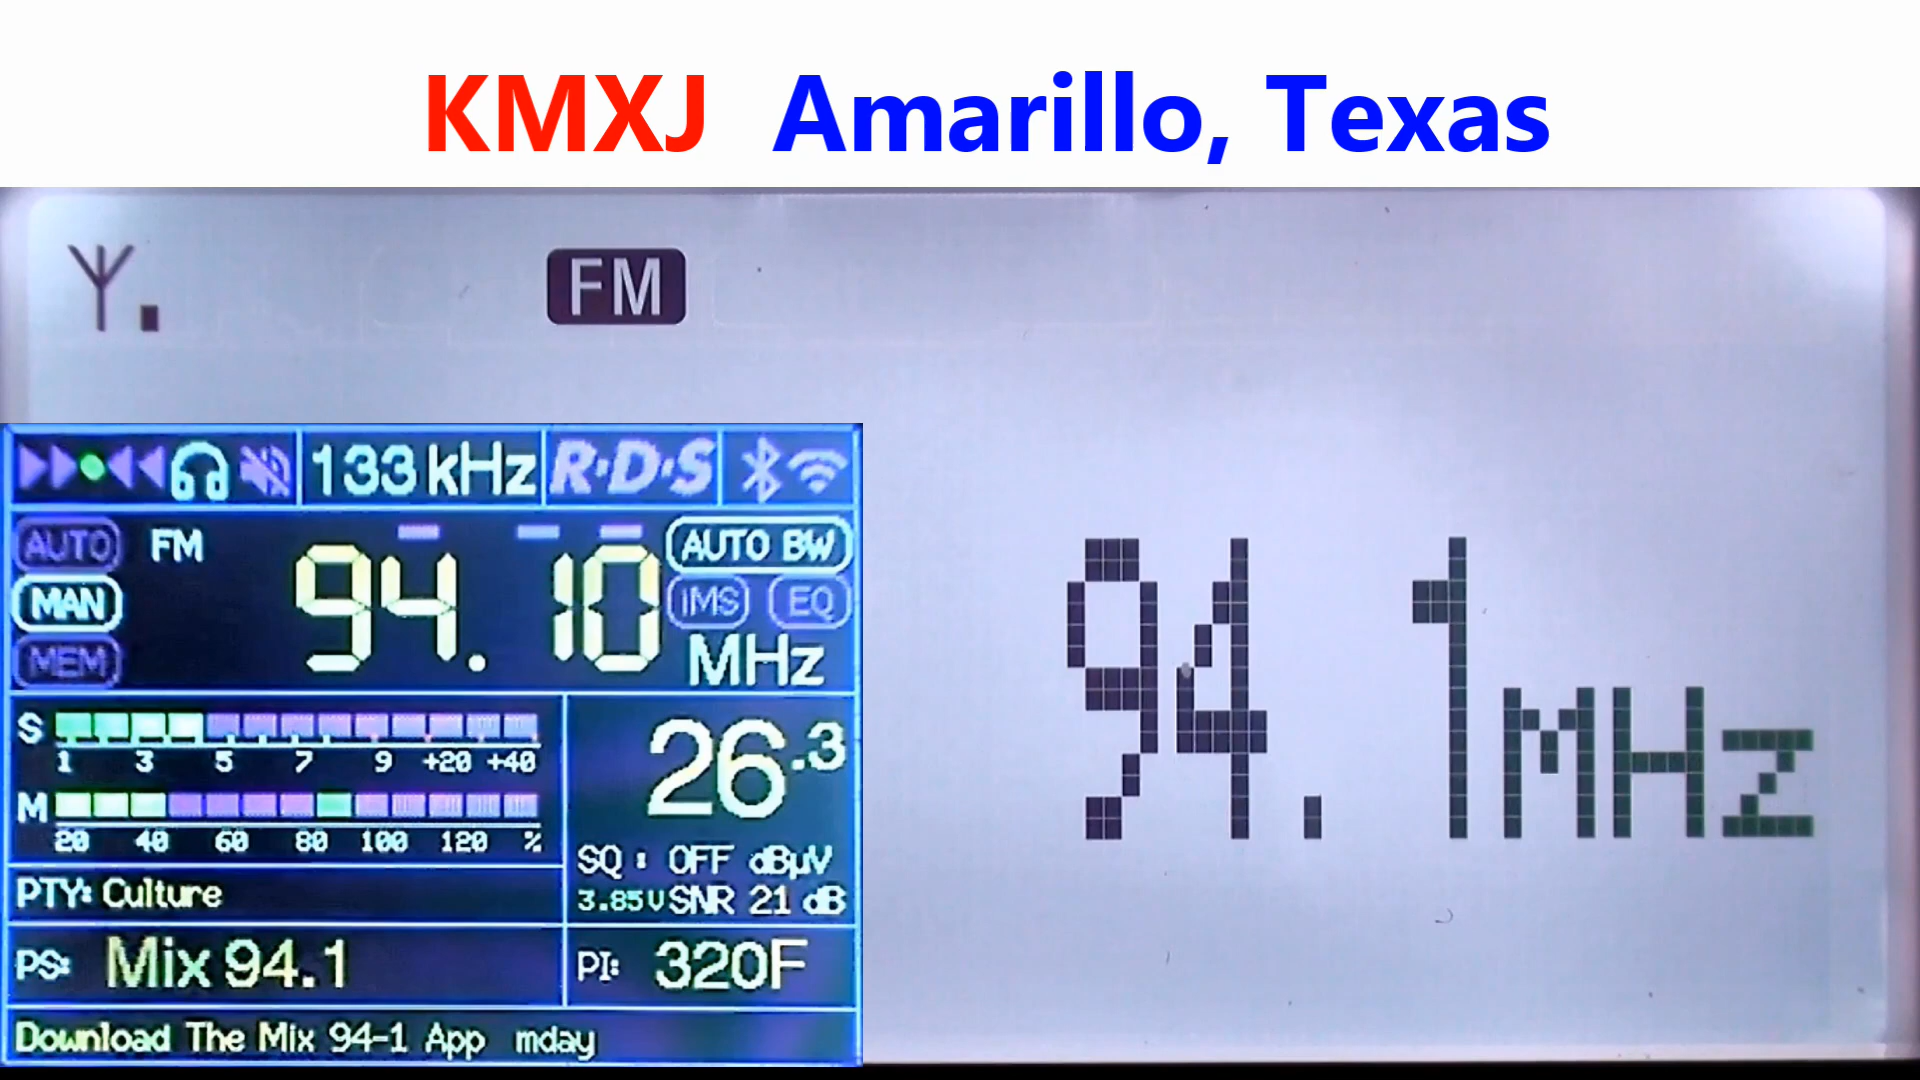 KMXJ Amarillo, Texas
FM
133 kHz R·D·S
AUTO FM 94.10 AUTO BW
MAN IMS EQ
MEM MHz
94.1MHz
S
1 3 5 7 9 +20 +40
26.3
M
20 40 60 80 100 120 %
SQ: OFF dBµV
PTY: Culture
3.85V SNR 21 dB
PS: Mix 94.1
PI: 320F
Download The Mix 94-1 App mday